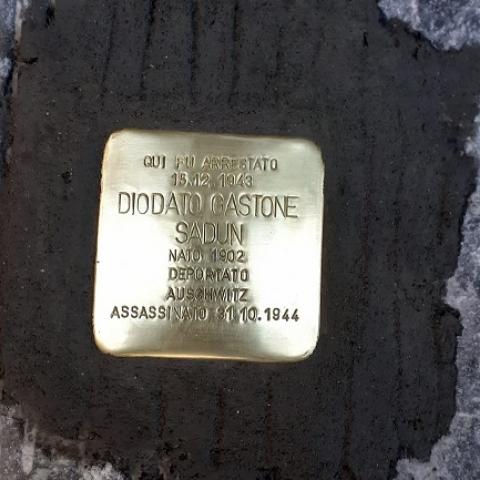 QUI FU ARRESTATO
15.12.1943
DIODATO GASTONE
SADUN
NATO 1902
DEPORTATO
AUSCHWITZ
ASSASSINATO 31.10.1944